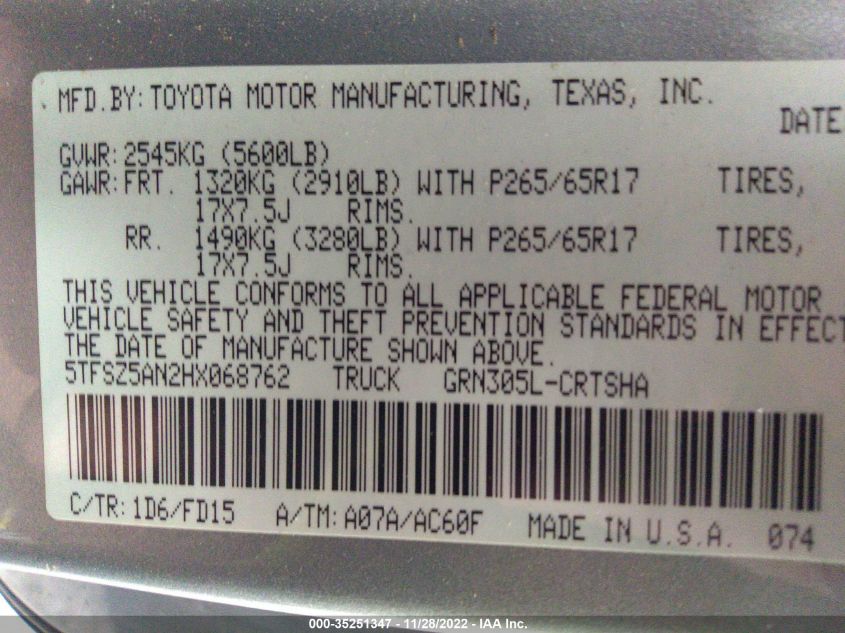 MFD.BY: TOYOTA MOTOR MANUFACTURING, TEXAS, INC.
DATE
GVWR: 2545KG (5600LB)
GAWR: FRT. 1320KG (2910LB) WITH P265/65R17 TIRES,
17X7.5J RIMS.
RR. 1490KG (3280LB) WITH P265/65R17 TIRES,
17X7.5J RIMS.
THIS VEHICLE CONFORMS TO ALL APPLICABLE FEDERAL MOTOR
VEHICLE SAFETY AND THEFT PREVENTION STANDARDS IN EFFECT
THE DATE OF MANUFACTURE SHOWN ABOVE.
5TFSZ5AN2HX068762 TRUCK GRN305L-CRTSHA
C/TR: 1D6/FD15 A/TM: A07A/AC60F MADE IN U.S.A. 074
000-35251347 - 11/28/2022 - IAA Inc.